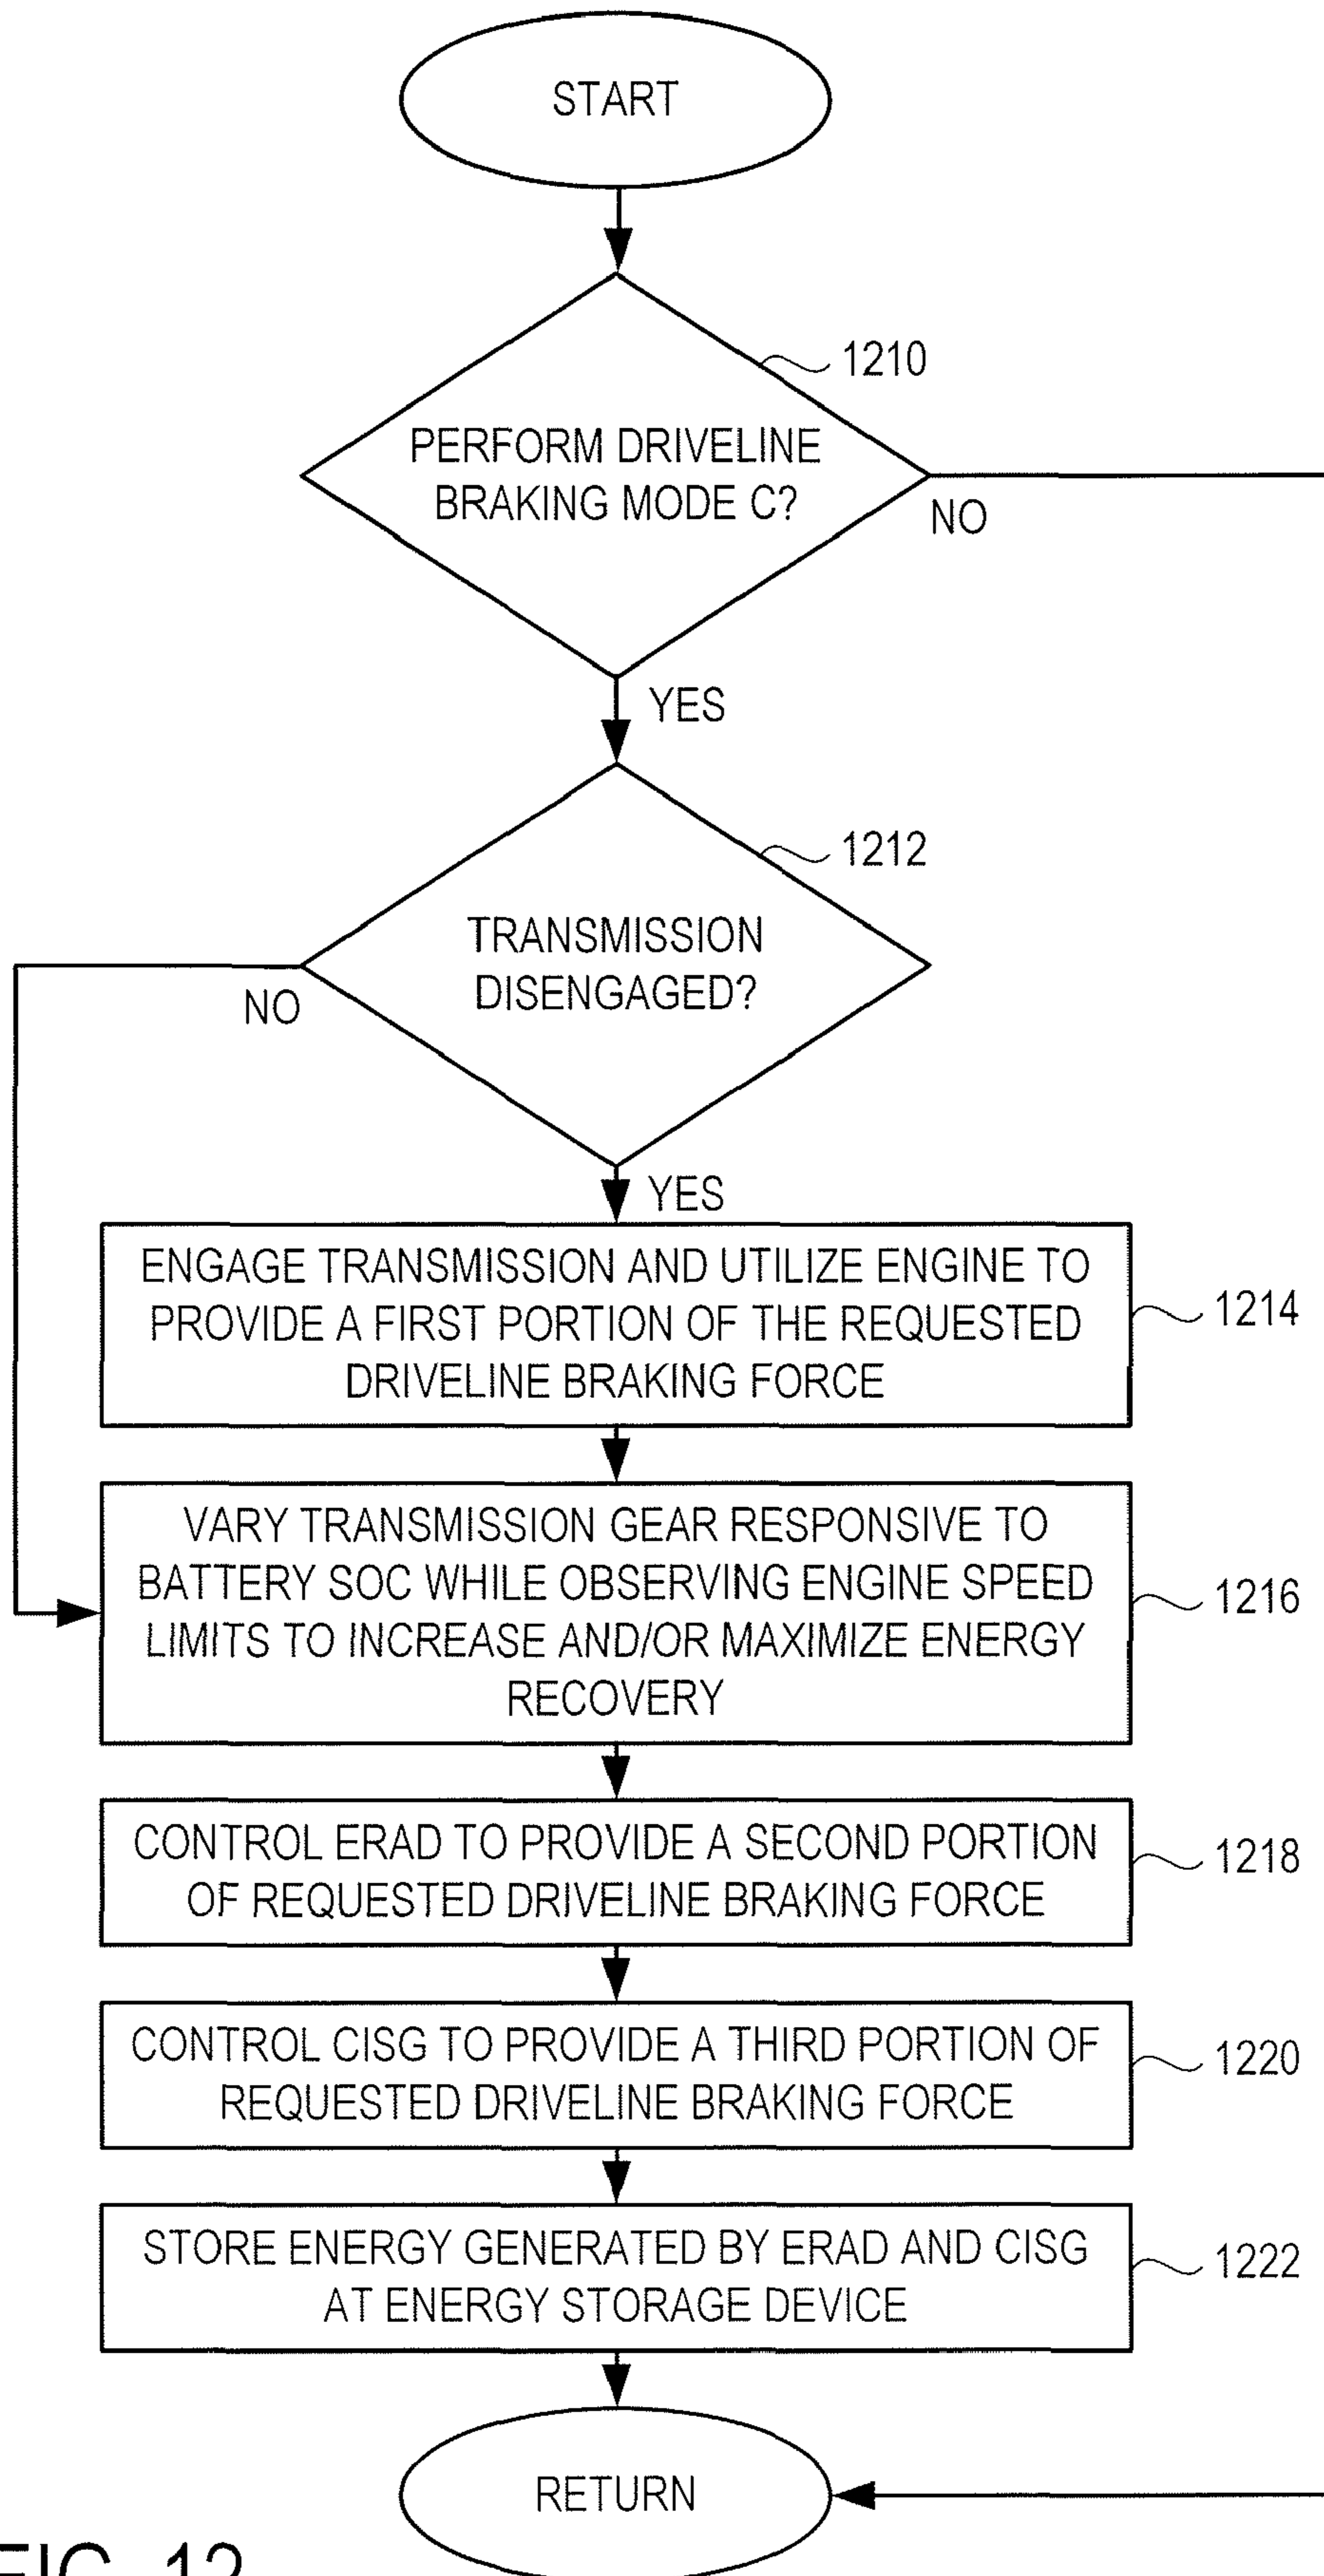 START
1210
PERFORM DRIVELINE
BRAKING MODE C?
NO
YES
1212
TRANSMISSION
DISENGAGED?
NO
YES
ENGAGE TRANSMISSION AND UTILIZE ENGINE TO
PROVIDE A FIRST PORTION OF THE REQUESTED
DRIVELINE BRAKING FORCE
1214
VARY TRANSMISSION GEAR RESPONSIVE TO
BATTERY SOC WHILE OBSERVING ENGINE SPEED
LIMITS TO INCREASE AND/OR MAXIMIZE ENERGY
RECOVERY
1216
CONTROL ERAD TO PROVIDE A SECOND PORTION
OF REQUESTED DRIVELINE BRAKING FORCE
1218
CONTROL CISG TO PROVIDE A THIRD PORTION OF
REQUESTED DRIVELINE BRAKING FORCE
1220
STORE ENERGY GENERATED BY ERAD AND CISG
AT ENERGY STORAGE DEVICE
1222
RETURN
FIG. 12